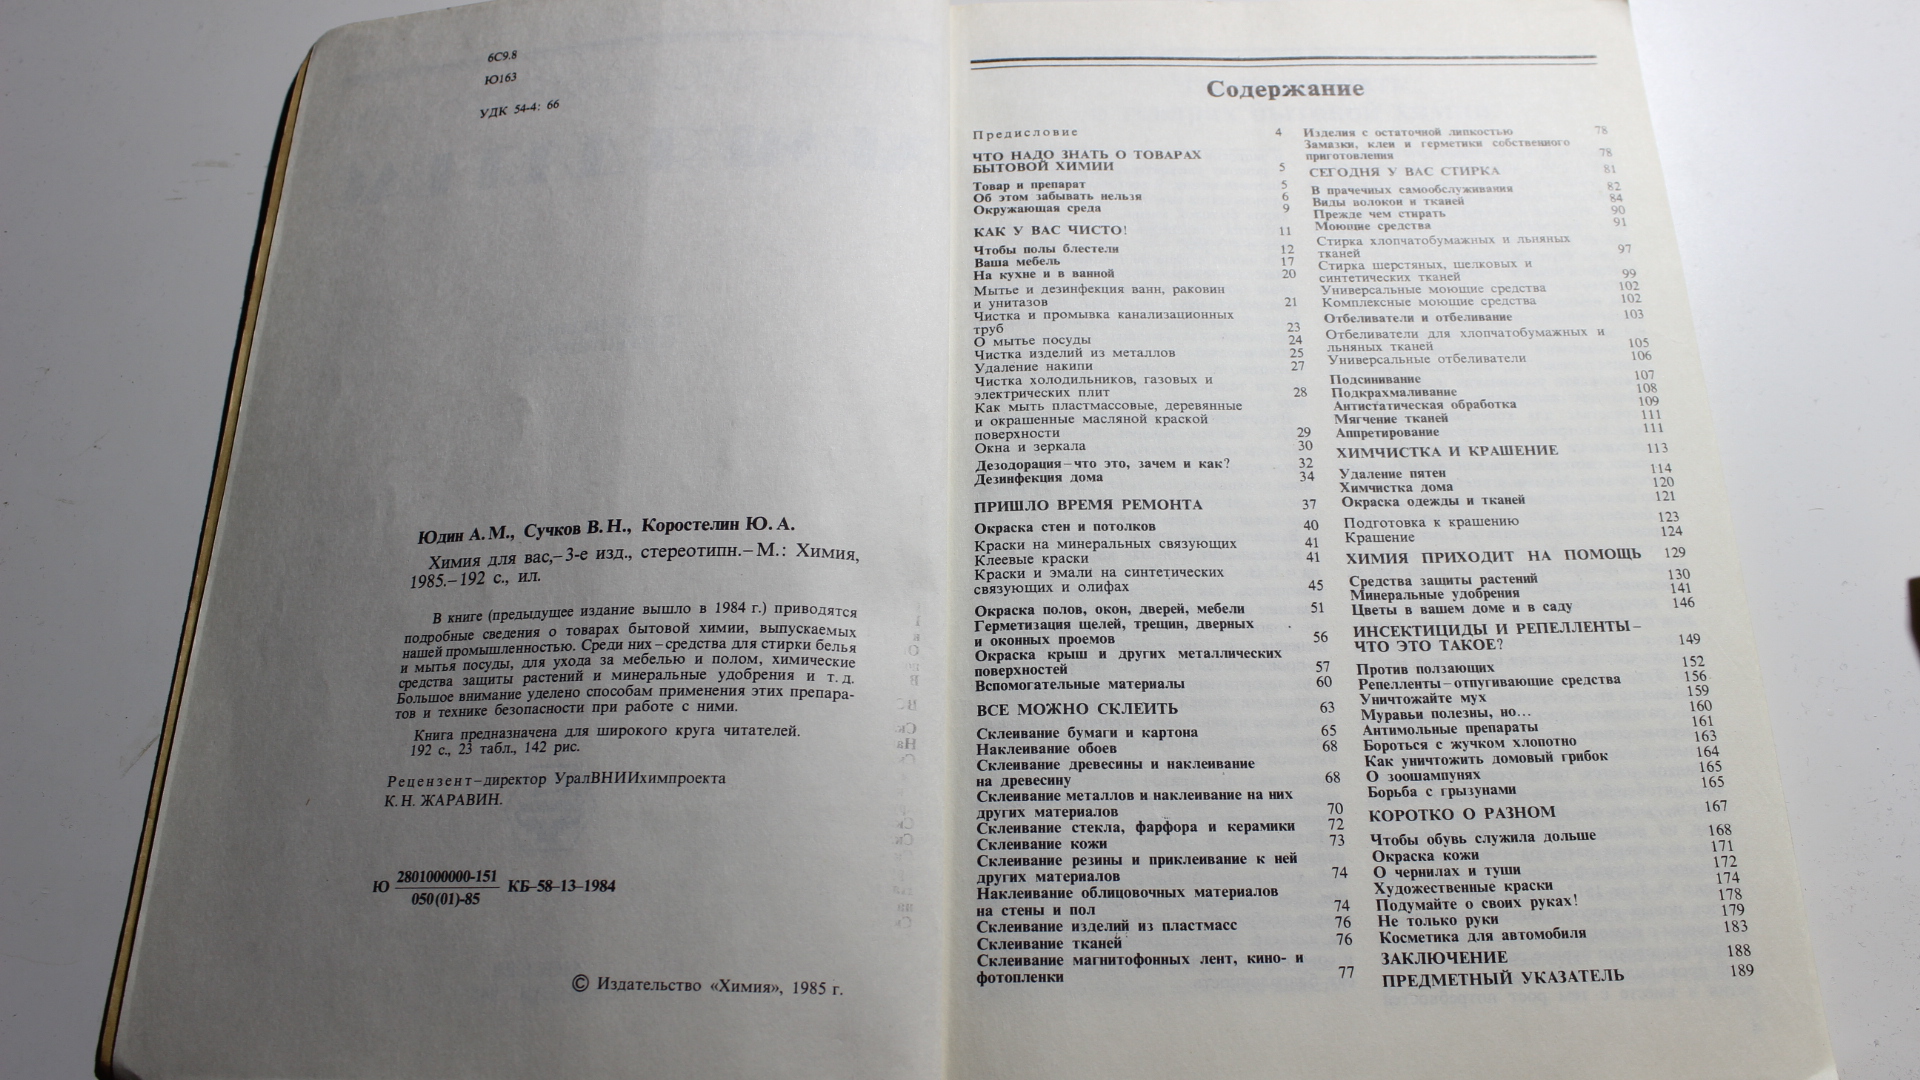 6С9.8
Ю163
УДК 54-4: 66
Юдин А. М., Сучков В. Н., Коростелин Ю. А.
Химия для вас,–3-е изд., стереотипн.–М.: Химия,
1985.–192 с., ил.
В книге (предыдущее издание вышло в 1984 г.) приводятся
подробные сведения о товарах бытовой химии, выпускаемых
нашей промышленностью. Среди них–средства для стирки белья
и мытья посуды, для ухода за мебелью и полом, химические
средства защиты растений и минеральные удобрения и т. д.
Большое внимание уделено способам применения этих препара-
тов и технике безопасности при работе с ними.
Книга предназначена для широкого круга читателей.
192 с., 23 табл., 142 рис.
Рецензент–директор УралВНИИхимпроекта
К. Н. ЖАРАВИН.
Ю 2801000000-151 КБ–58–13–1984
050(01)-85
© Издательство «Химия», 1985 г.
Содержание
Предисловие 4
ЧТО НАДО ЗНАТЬ О ТОВАРАХ
БЫТОВОЙ ХИМИИ 5
Товар и препарат 5
Об этом забывать нельзя 6
Окружающая среда 9
КАК У ВАС ЧИСТО! 11
Чтобы полы блестели 12
Ваша мебель 17
На кухне и в ванной 20
Мытье и дезинфекция ванн, раковин
и унитазов 21
Чистка и промывка канализационных
труб 23
О мытье посуды 24
Чистка изделий из металлов 25
Удаление накипи 27
Чистка холодильников, газовых и
электрических плит 28
Как мыть пластмассовые, деревянные
и окрашенные масляной краской
поверхности 29
Окна и зеркала 30
Дезодорация–что это, зачем и как? 32
Дезинфекция дома 34
ПРИШЛО ВРЕМЯ РЕМОНТА 37
Окраска стен и потолков 40
Краски на минеральных связующих 41
Клеевые краски 41
Краски и эмали на синтетических
связующих и олифах 45
Окраска полов, окон, дверей, мебели 51
Герметизация щелей, трещин, дверных
и оконных проемов 56
Окраска крыш и других металлических
поверхностей 57
Вспомогательные материалы 60
ВСЕ МОЖНО СКЛЕИТЬ 63
Склеивание бумаги и картона 65
Наклеивание обоев 68
Склеивание древесины и наклеивание
на древесину 68
Склеивание металлов и наклеивание на них
других материалов 70
Склеивание стекла, фарфора и керамики 72
Склеивание кожи 73
Склеивание резины и приклеивание к ней
других материалов 74
Наклеивание облицовочных материалов
на стены и пол 74
Склеивание изделий из пластмасс 76
Склеивание тканей 76
Склеивание магнитофонных лент, кино- и
фотопленки 77
Изделия с остаточной липкостью 78
Замазки, клеи и герметики собственного
приготовления 78
СЕГОДНЯ У ВАС СТИРКА 81
В прачечных самообслуживания 82
Виды волокон и тканей 84
Прежде чем стирать 90
Моющие средства 91
Стирка хлопчатобумажных и льняных
тканей 97
Стирка шерстяных, шелковых и
синтетических тканей 99
Универсальные моющие средства 102
Комплексные моющие средства 102
Отбеливатели и отбеливание 103
Отбеливатели для хлопчатобумажных и
льняных тканей 105
Универсальные отбеливатели 106
Подсинивание 107
Подкрахмаливание 108
Антистатическая обработка 109
Мягчение тканей 111
Аппретирование 111
ХИМЧИСТКА И КРАШЕНИЕ 113
Удаление пятен 114
Химчистка дома 120
Окраска одежды и тканей 121
Подготовка к крашению 123
Крашение 124
ХИМИЯ ПРИХОДИТ НА ПОМОЩЬ 129
Средства защиты растений 130
Минеральные удобрения 141
Цветы в вашем доме и в саду 146
ИНСЕКТИЦИДЫ И РЕПЕЛЛЕНТЫ–
ЧТО ЭТО ТАКОЕ? 149
Против ползающих 152
Репелленты–отпугивающие средства 156
Уничтожайте мух 159
Муравьи полезны, но... 160
Антимольные препараты 161
Бороться с жучком хлопотно 163
Как уничтожить домовый грибок 164
О зоошампунях 165
Борьба с грызунами 165
КОРОТКО О РАЗНОМ 167
Чтобы обувь служила дольше 168
Окраска кожи 171
О чернилах и туши 172
Художественные краски 174
Подумайте о своих руках! 178
Не только руки 179
Косметика для автомобиля 183
ЗАКЛЮЧЕНИЕ 188
ПРЕДМЕТНЫЙ УКАЗАТЕЛЬ 189